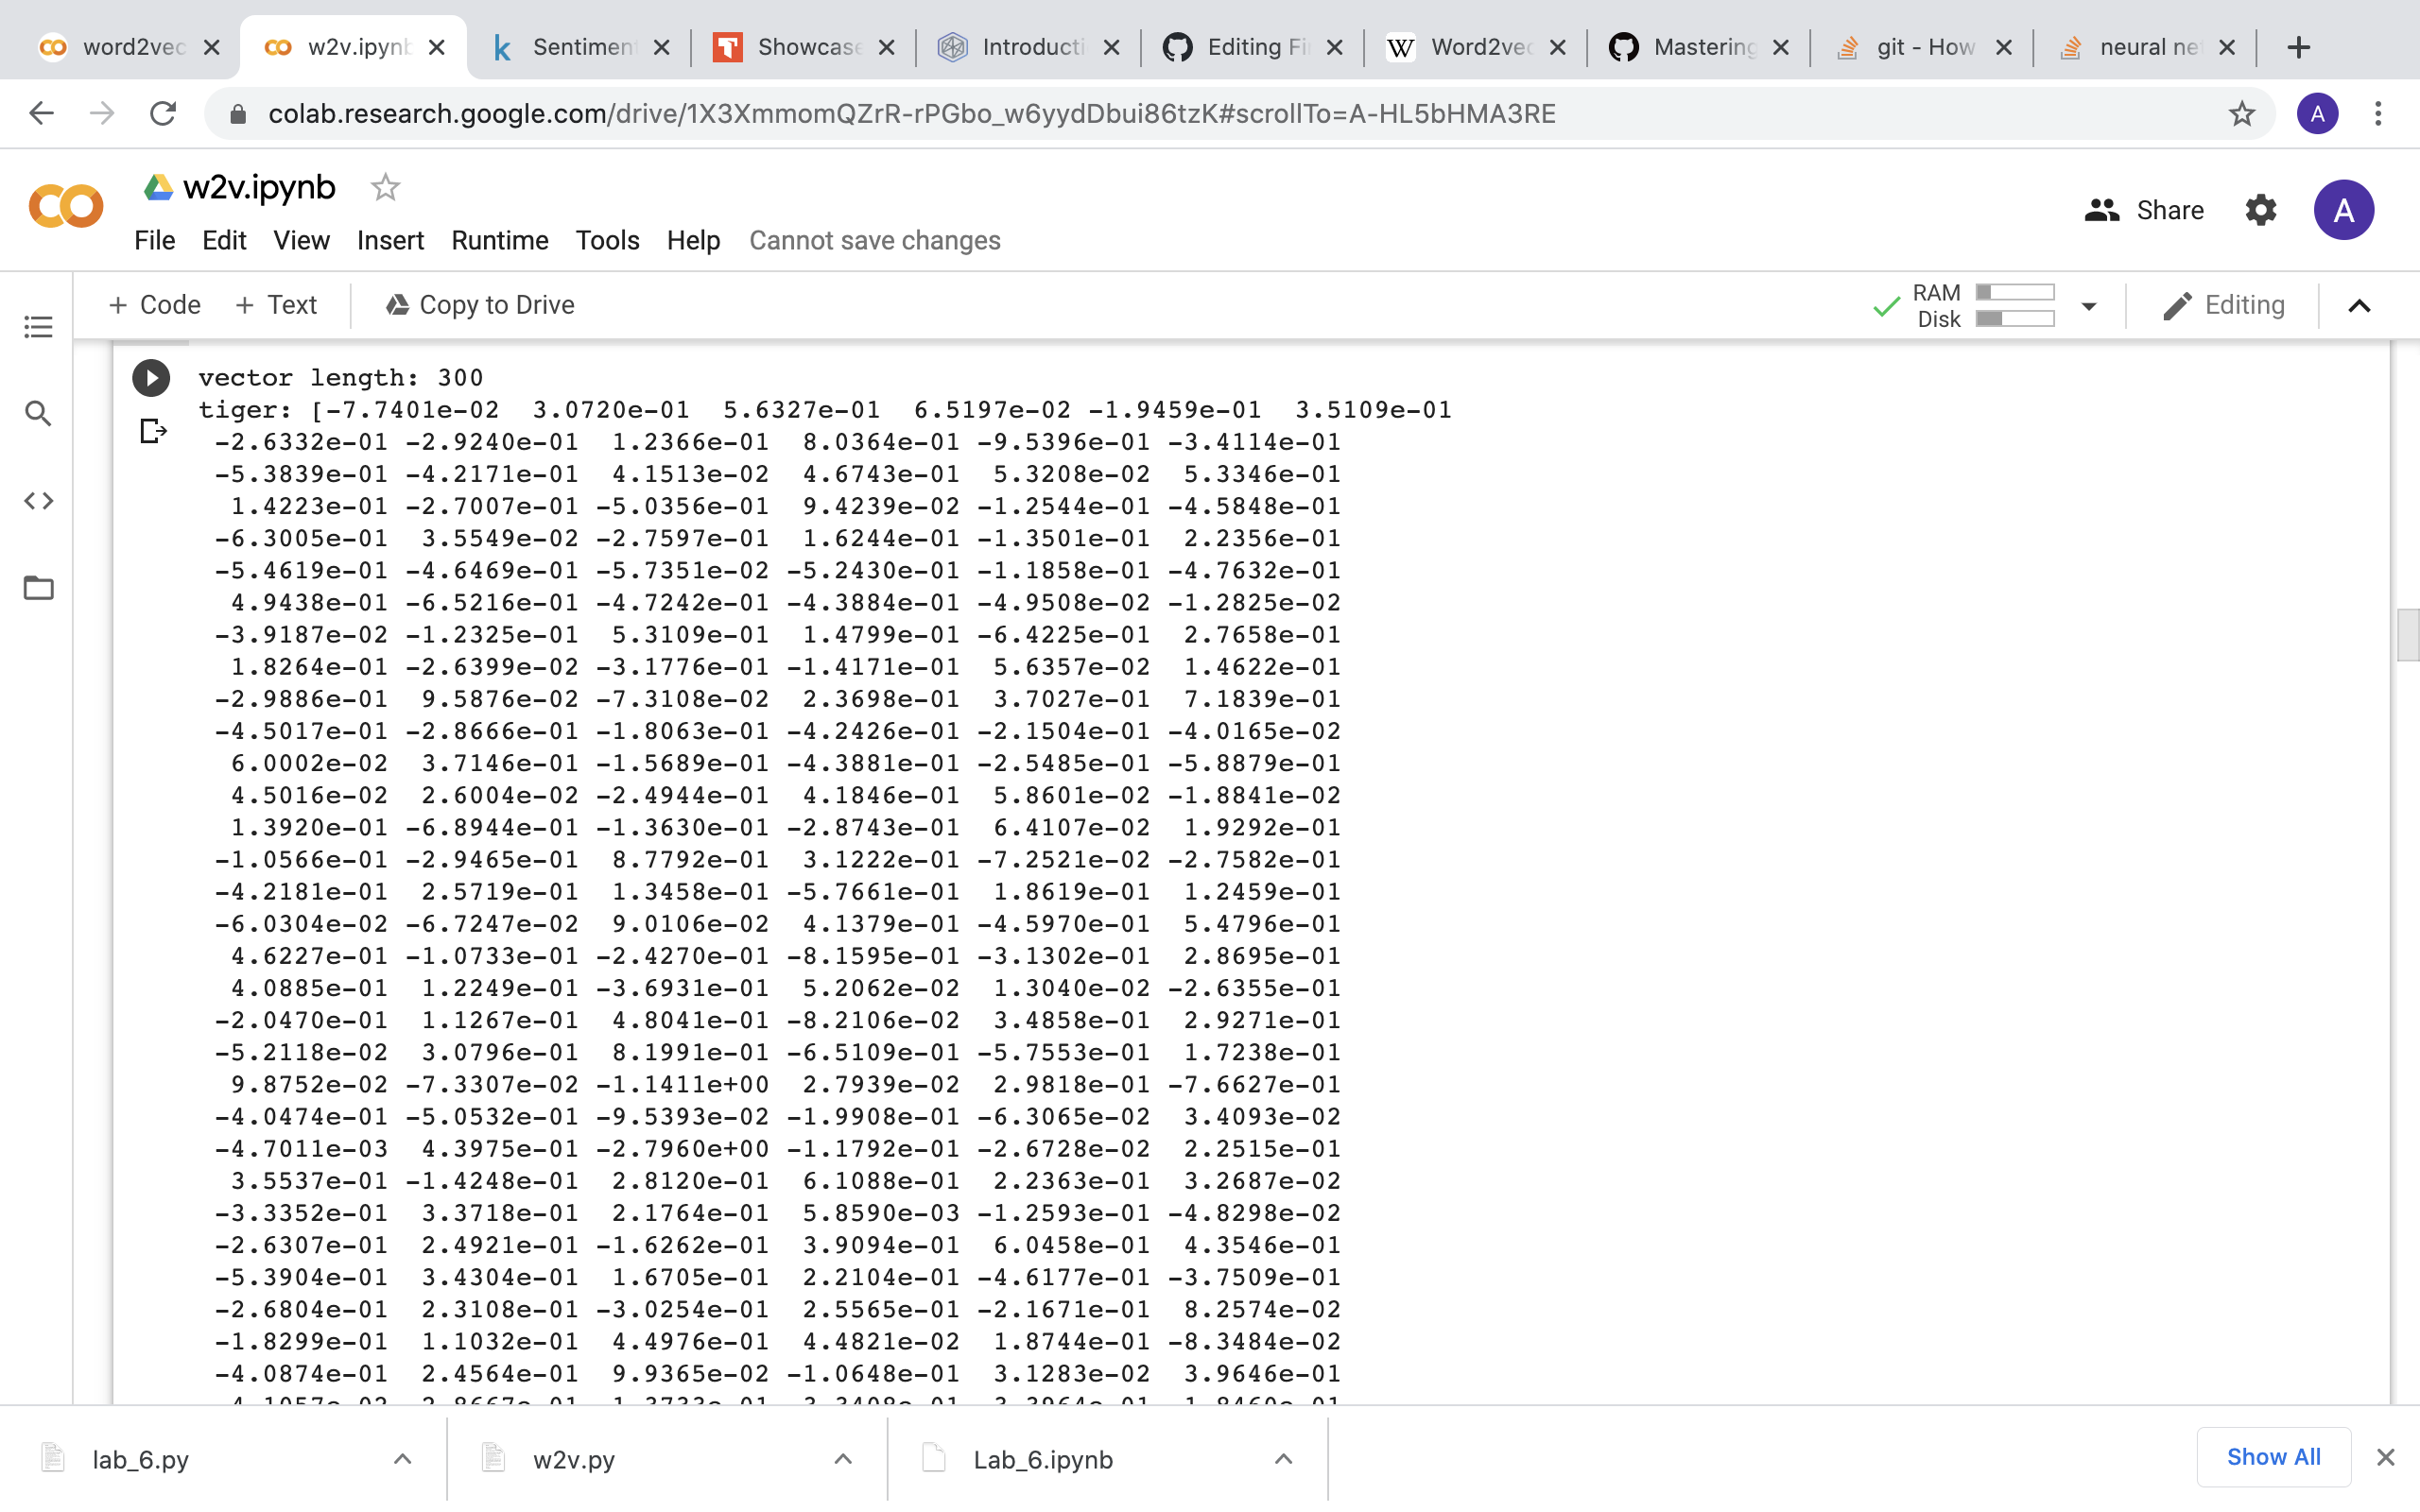 word2vec
w2v.ipynb
Sentiment
Showcase
Introducti
Editing Fi
Word2vec
Mastering
git - How
neural ne
colab.research.google.com/drive/1X3XmmomQZrR-rPGbo_w6yydDbui86tzK#scrollTo=A-HL5bHMA3RE
A
w2v.ipynb
File Edit View Insert Runtime Tools Help Cannot save changes
Share
A
+ Code + Text Copy to Drive
RAM
Disk
Editing
vector length: 300
tiger: [-7.7401e-02 3.0720e-01 5.6327e-01 6.5197e-02 -1.9459e-01 3.5109e-01
-2.6332e-01 -2.9240e-01 1.2366e-01 8.0364e-01 -9.5396e-01 -3.4114e-01
-5.3839e-01 -4.2171e-01 4.1513e-02 4.6743e-01 5.3208e-02 5.3346e-01
1.4223e-01 -2.7007e-01 -5.0356e-01 9.4239e-02 -1.2544e-01 -4.5848e-01
-6.3005e-01 3.5549e-02 -2.7597e-01 1.6244e-01 -1.3501e-01 2.2356e-01
-5.4619e-01 -4.6469e-01 -5.7351e-02 -5.2430e-01 -1.1858e-01 -4.7632e-01
4.9438e-01 -6.5216e-01 -4.7242e-01 -4.3884e-01 -4.9508e-02 -1.2825e-02
-3.9187e-02 -1.2325e-01 5.3109e-01 1.4799e-01 -6.4225e-01 2.7658e-01
1.8264e-01 -2.6399e-02 -3.1776e-01 -1.4171e-01 5.6357e-02 1.4622e-01
-2.9886e-01 9.5876e-02 -7.3108e-02 2.3698e-01 3.7027e-01 7.1839e-01
-4.5017e-01 -2.8666e-01 -1.8063e-01 -4.2426e-01 -2.1504e-01 -4.0165e-02
6.0002e-02 3.7146e-01 -1.5689e-01 -4.3881e-01 -2.5485e-01 -5.8879e-01
4.5016e-02 2.6004e-02 -2.4944e-01 4.1846e-01 5.8601e-02 -1.8841e-02
1.3920e-01 -6.8944e-01 -1.3630e-01 -2.8743e-01 6.4107e-02 1.9292e-01
-1.0566e-01 -2.9465e-01 8.7792e-01 3.1222e-01 -7.2521e-02 -2.7582e-01
-4.2181e-01 2.5719e-01 1.3458e-01 -5.7661e-01 1.8619e-01 1.2459e-01
-6.0304e-02 -6.7247e-02 9.0106e-02 4.1379e-01 -4.5970e-01 5.4796e-01
4.6227e-01 -1.0733e-01 -2.4270e-01 -8.1595e-01 -3.1302e-01 2.8695e-01
4.0885e-01 1.2249e-01 -3.6931e-01 5.2062e-02 1.3040e-02 -2.6355e-01
-2.0470e-01 1.1267e-01 4.8041e-01 -8.2106e-02 3.4858e-01 2.9271e-01
-5.2118e-02 3.0796e-01 8.1991e-01 -6.5109e-01 -5.7553e-01 1.7238e-01
9.8752e-02 -7.3307e-02 -1.1411e+00 2.7939e-02 2.9818e-01 -7.6627e-01
-4.0474e-01 -5.0532e-01 -9.5393e-02 -1.9908e-01 -6.3065e-02 3.4093e-02
-4.7011e-03 4.3975e-01 -2.7960e+00 -1.1792e-01 -2.6728e-02 2.2515e-01
3.5537e-01 -1.4248e-01 2.8120e-01 6.1088e-01 2.2363e-01 3.2687e-02
-3.3352e-01 3.3718e-01 2.1764e-01 5.8590e-03 -1.2593e-01 -4.8298e-02
-2.6307e-01 2.4921e-01 -1.6262e-01 3.9094e-01 6.0458e-01 4.3546e-01
-5.3904e-01 3.4304e-01 1.6705e-01 2.2104e-01 -4.6177e-01 -3.7509e-01
-2.6804e-01 2.3108e-01 -3.0254e-01 2.5565e-01 -2.1671e-01 8.2574e-02
-1.8299e-01 1.1032e-01 4.4976e-01 4.4821e-02 1.8744e-01 -8.3484e-02
-4.0874e-01 2.4564e-01 9.9365e-02 -1.0648e-01 3.1283e-02 3.9646e-01
lab_6.py
w2v.py
Lab_6.ipynb
Show All